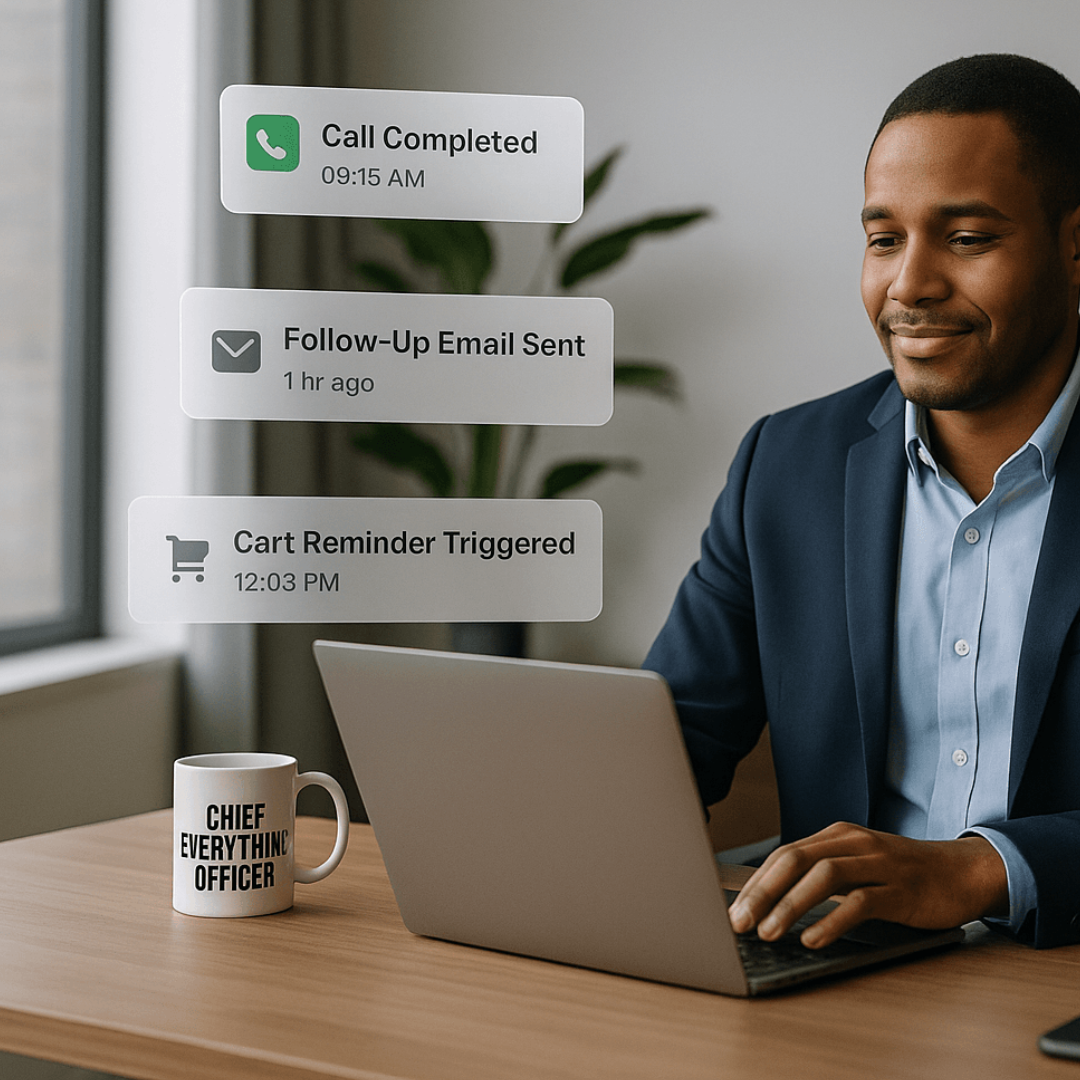 Call Completed
09:15 AM
Follow-Up Email Sent
1 hr ago
Cart Reminder Triggered
12:03 PM
CHIEF
EVERYTHING
OFFICER